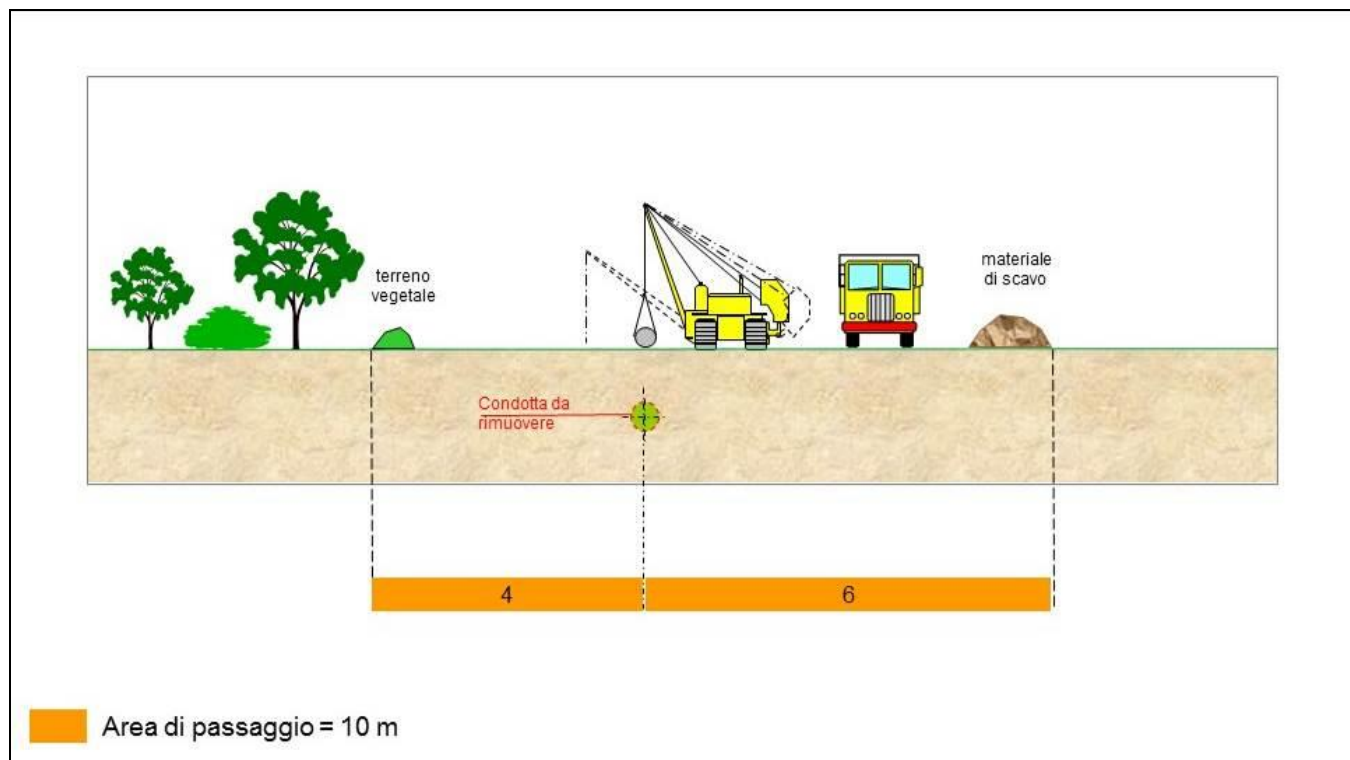 terreno
vegetale
materiale
di scavo
Condotta da
rimuovere
4
6
Area di passaggio = 10 m